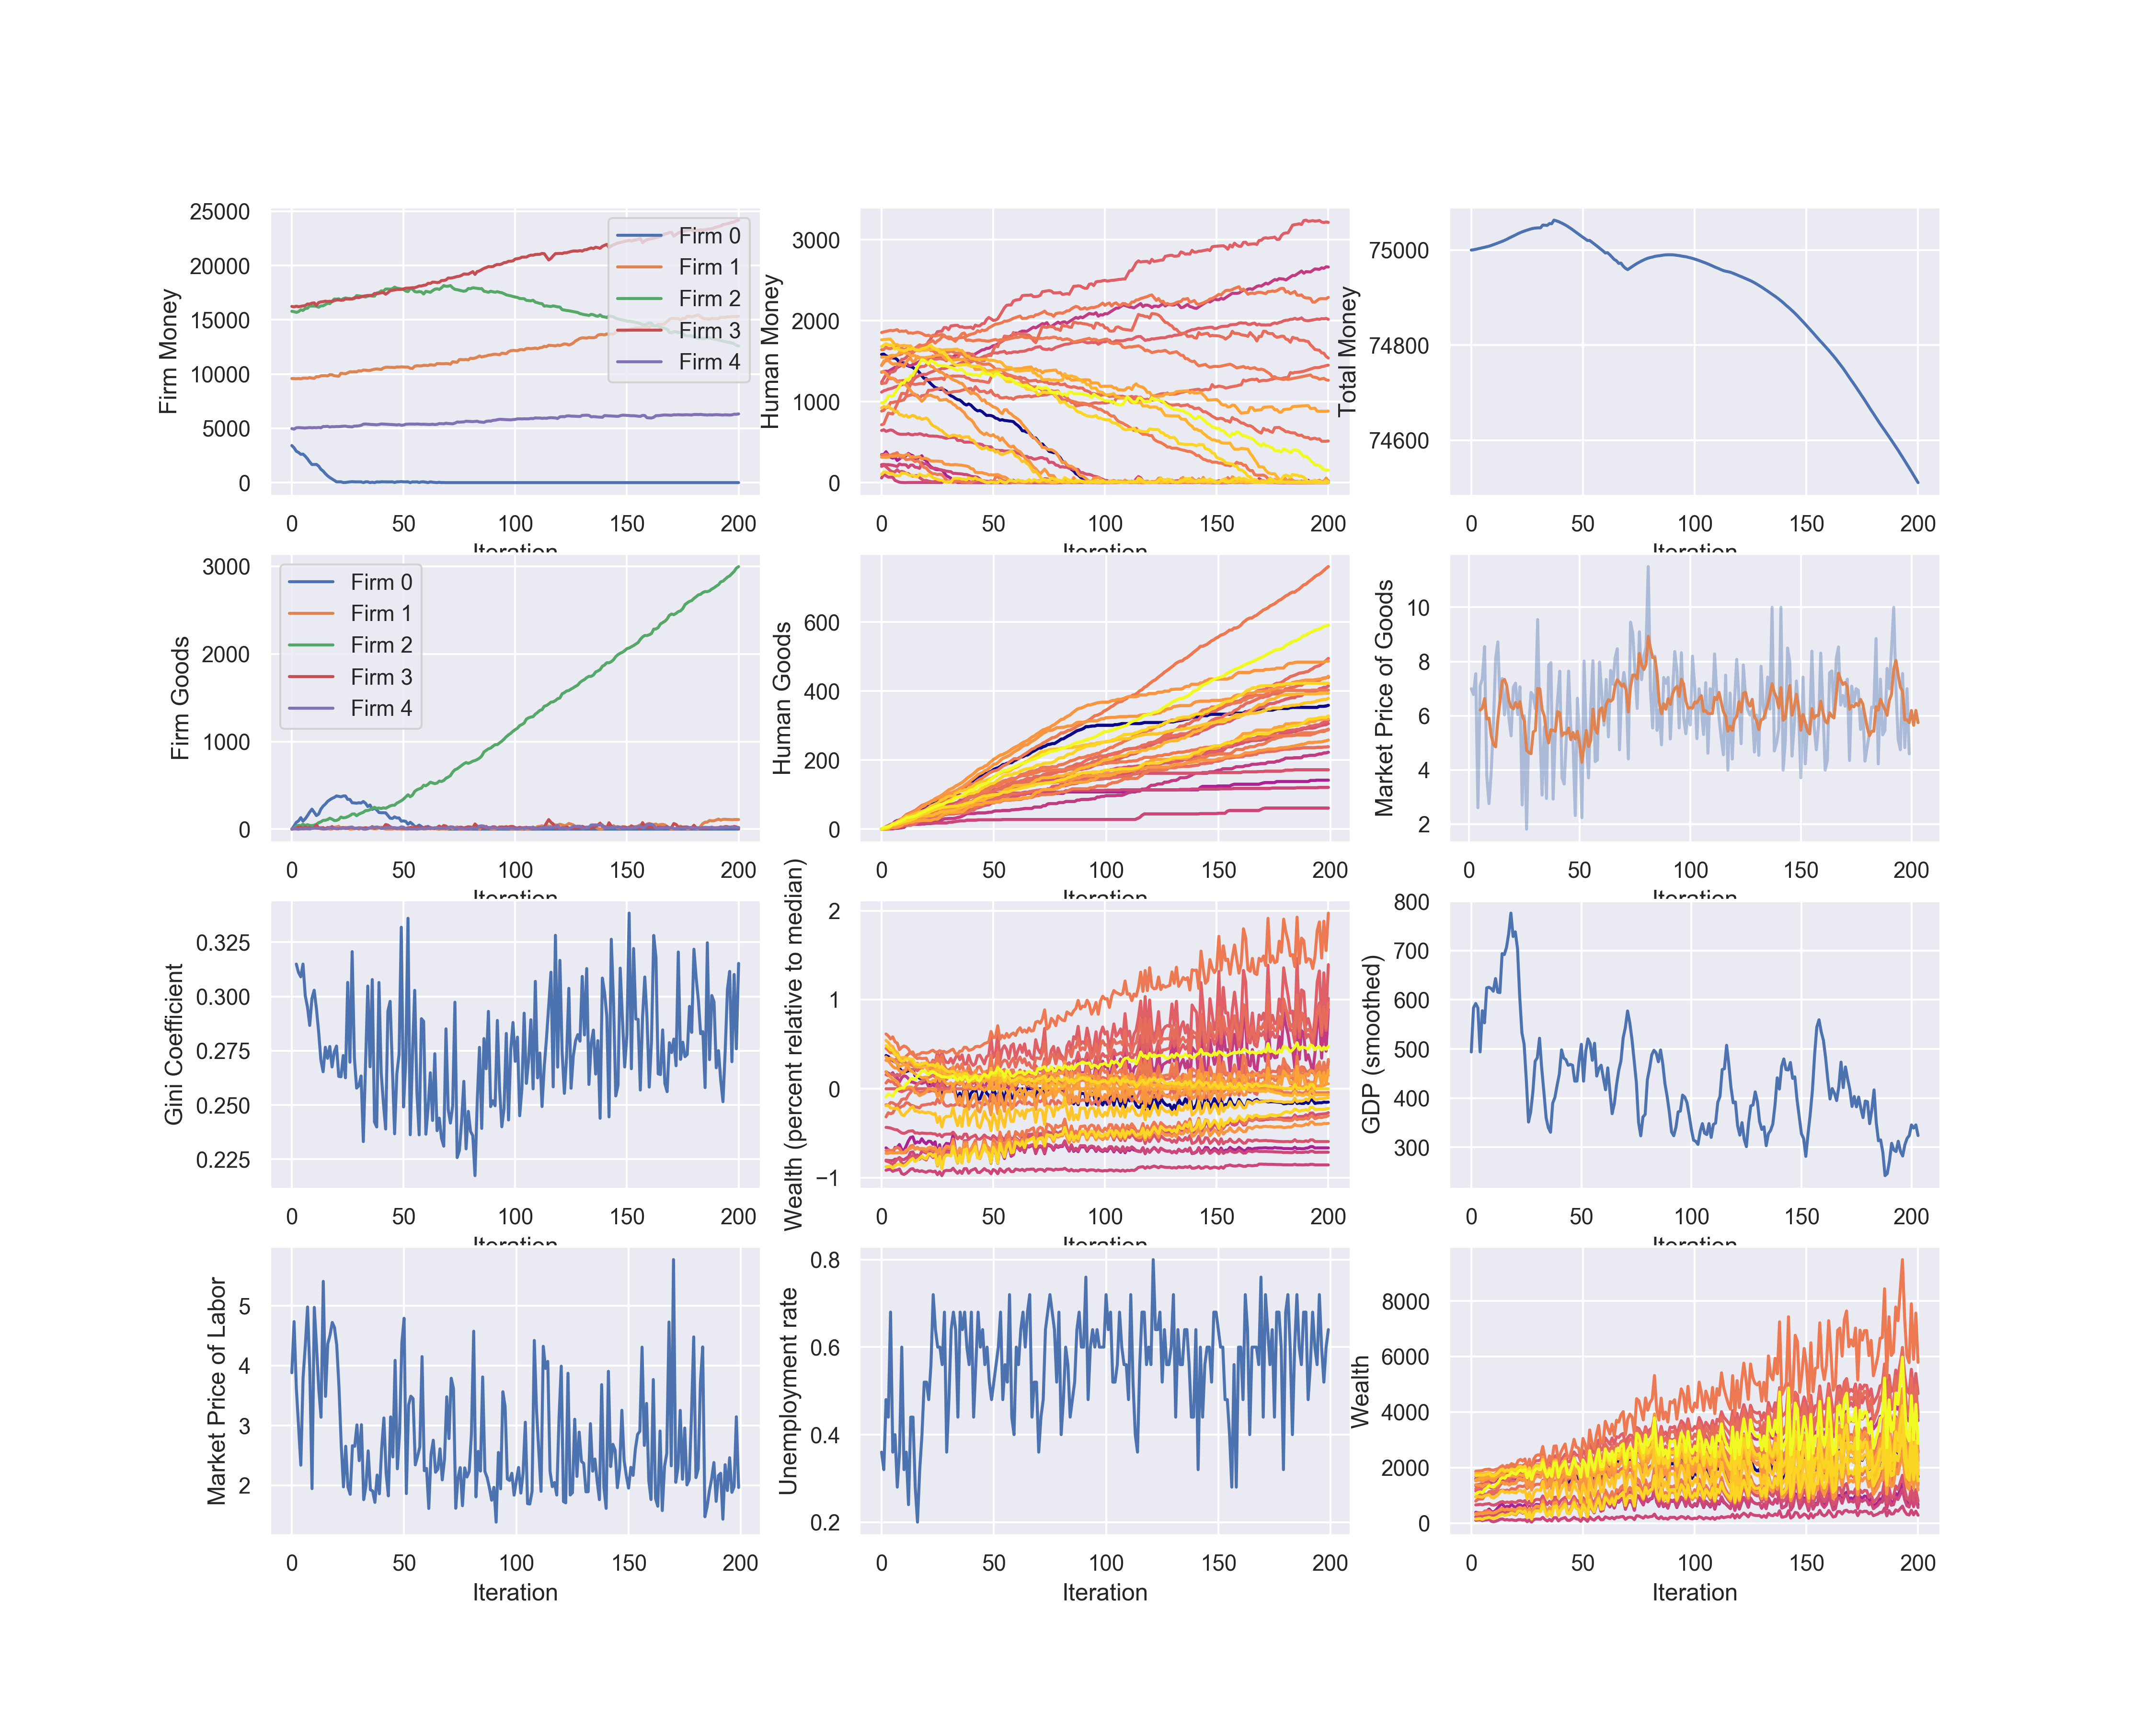 Firm Money
25000
20000
15000
10000
5000
0
Firm 0
Firm 1
Firm 2
Firm 3
Firm 4
0 50 100 150 200
Iteration
Human Money
3000
2000
1000
0
0 50 100 150 200
Iteration
Total Money
75000
74800
74600
0 50 100 150 200
Iteration
Firm Goods
3000
2000
1000
0
Firm 0
Firm 1
Firm 2
Firm 3
Firm 4
0 50 100 150 200
Iteration
Human Goods
600
400
200
0
0 50 100 150 200
Iteration
Market Price of Goods
10
8
6
4
2
0 50 100 150 200
Gini Coefficient
0.325
0.300
0.275
0.250
0.225
0 50 100 150 200
Iteration
Wealth (percent relative to median)
2
1
0
−1
0 50 100 150 200
Iteration
GDP (smoothed)
800
700
600
500
400
300
0 50 100 150 200
Iteration
Market Price of Labor
5
4
3
2
0 50 100 150 200
Iteration
Unemployment rate
0.8
0.6
0.4
0.2
0 50 100 150 200
Iteration
Wealth
8000
6000
4000
2000
0
0 50 100 150 200
Iteration